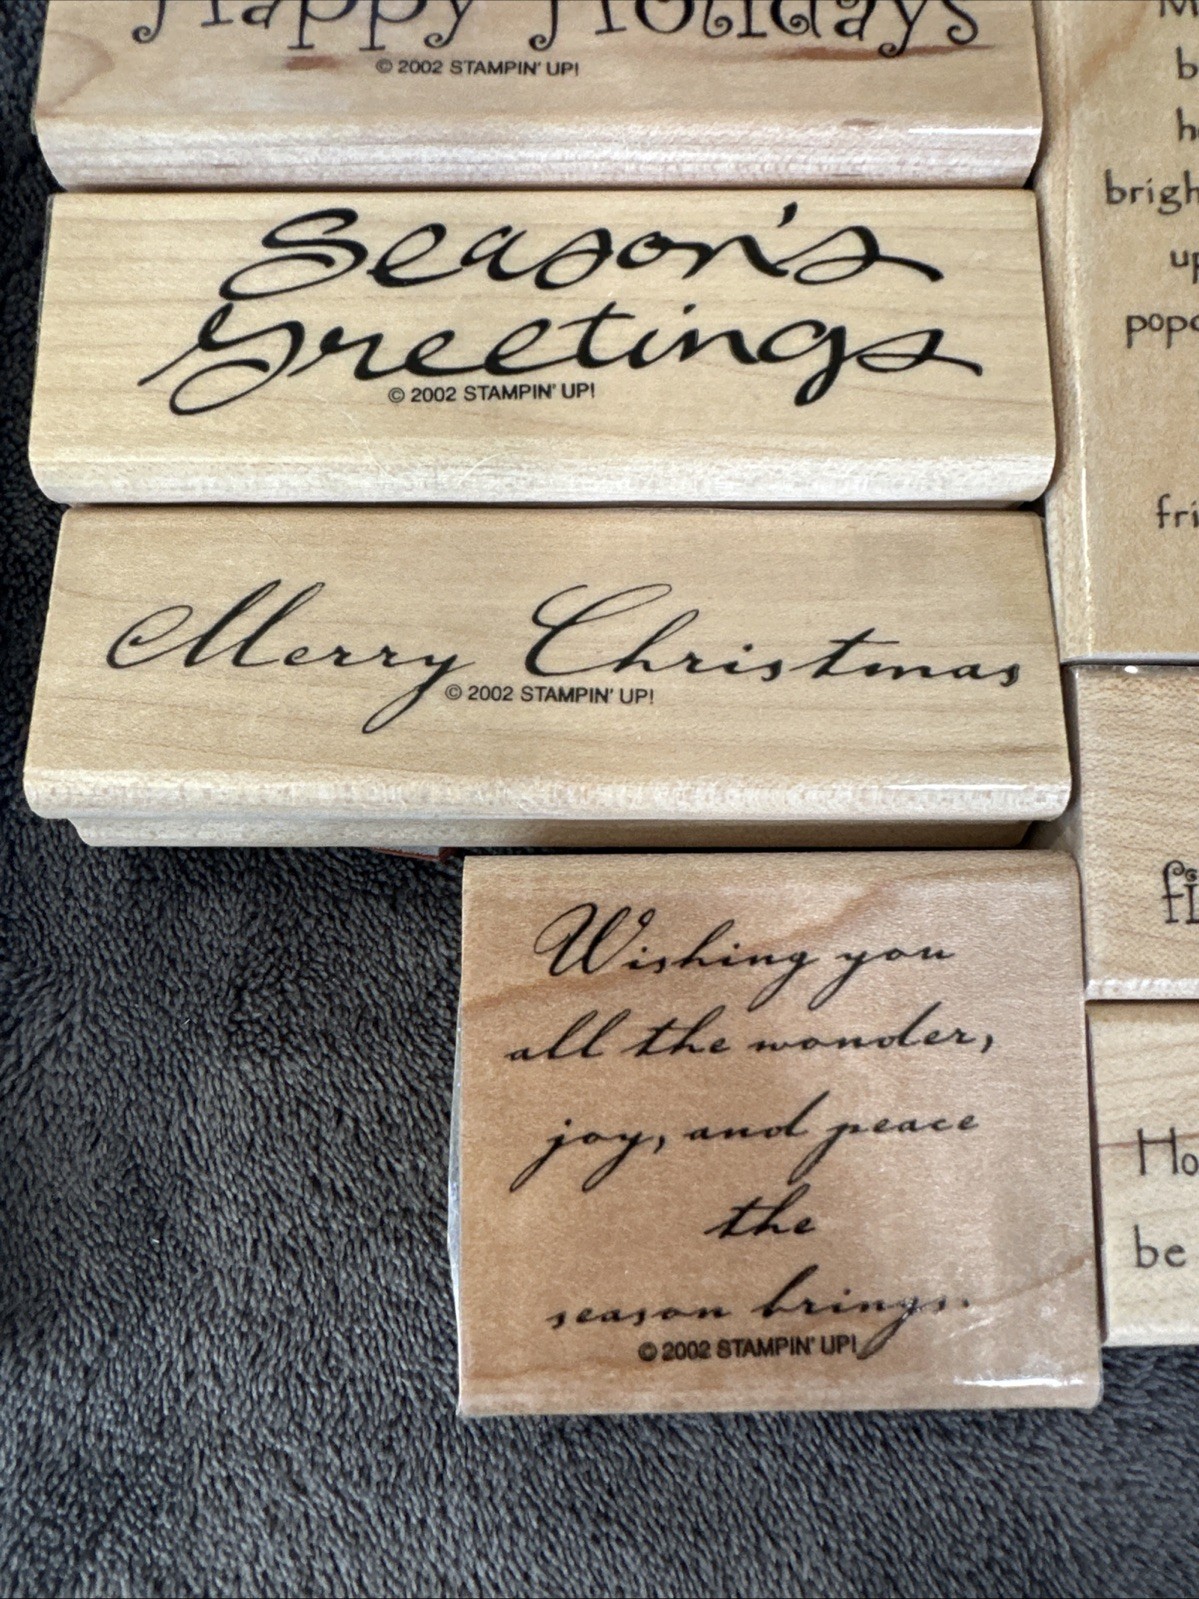 Happy Holidays
© 2002 STAMPIN' UP!
Season's
greetings
© 2002 STAMPIN' UP!
Merry Christmas
© 2002 STAMPIN' UP!
Wishing you
all the wonder,
joy, and peace
the
season brings.
© 2002 STAMPIN' UP!
be